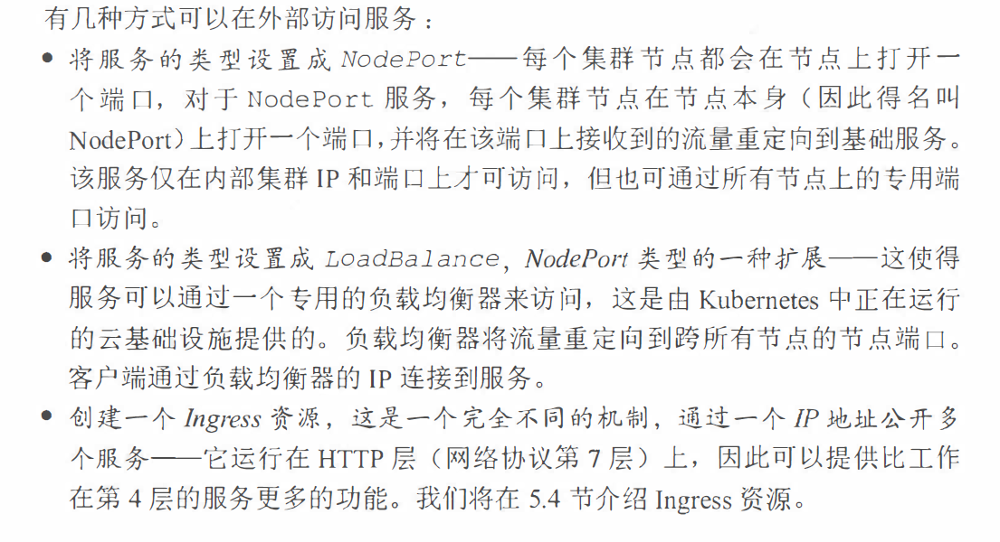 有几种方式可以在外部访问服务：
• 将服务的类型设置成 NodePort——每个集群节点都会在节点上打开一
个端口，对于 NodePort 服务，每个集群节点在节点本身（因此得名叫
NodePort）上打开一个端口，并将在该端口上接收到的流量重定向到基础服务。
该服务仅在内部集群 IP 和端口上才可访问，但也可通过所有节点上的专用端
口访问。
• 将服务的类型设置成 LoadBalance，NodePort 类型的一种扩展——这使得
服务可以通过一个专用的负载均衡器来访问，这是由 Kubernetes 中正在运行
的云基础设施提供的。负载均衡器将流量重定向到跨所有节点的节点端口。
客户端通过负载均衡器的 IP 连接到服务。
• 创建一个 Ingress 资源，这是一个完全不同的机制，通过一个 IP 地址公开多
个服务——它运行在 HTTP 层（网络协议第 7 层）上，因此可以提供比工作
在第 4 层的服务更多的功能。我们将在 5.4 节介绍 Ingress 资源。